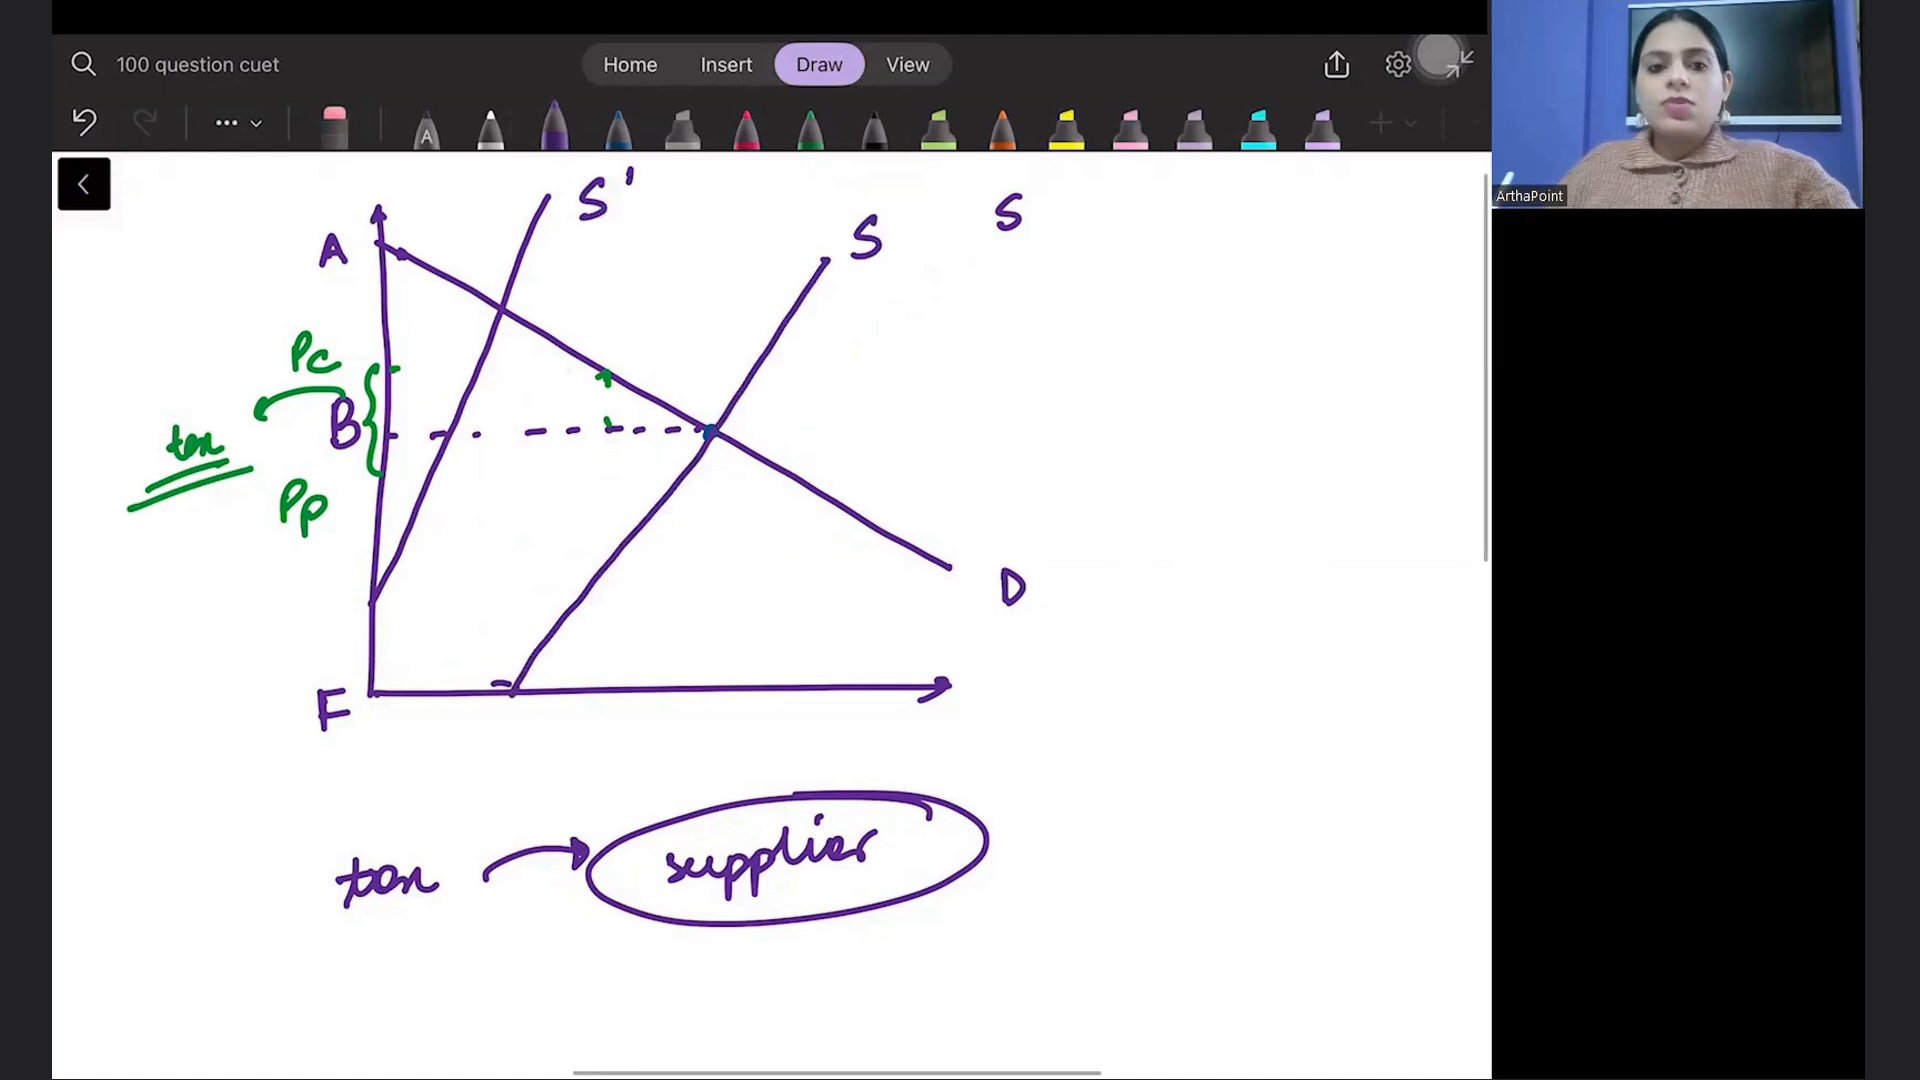 100 question cuet
Home Insert Draw View
A
ArthaPoint
S' S
S
A
Pc
B
tax
Pp
D
F
tax supplier